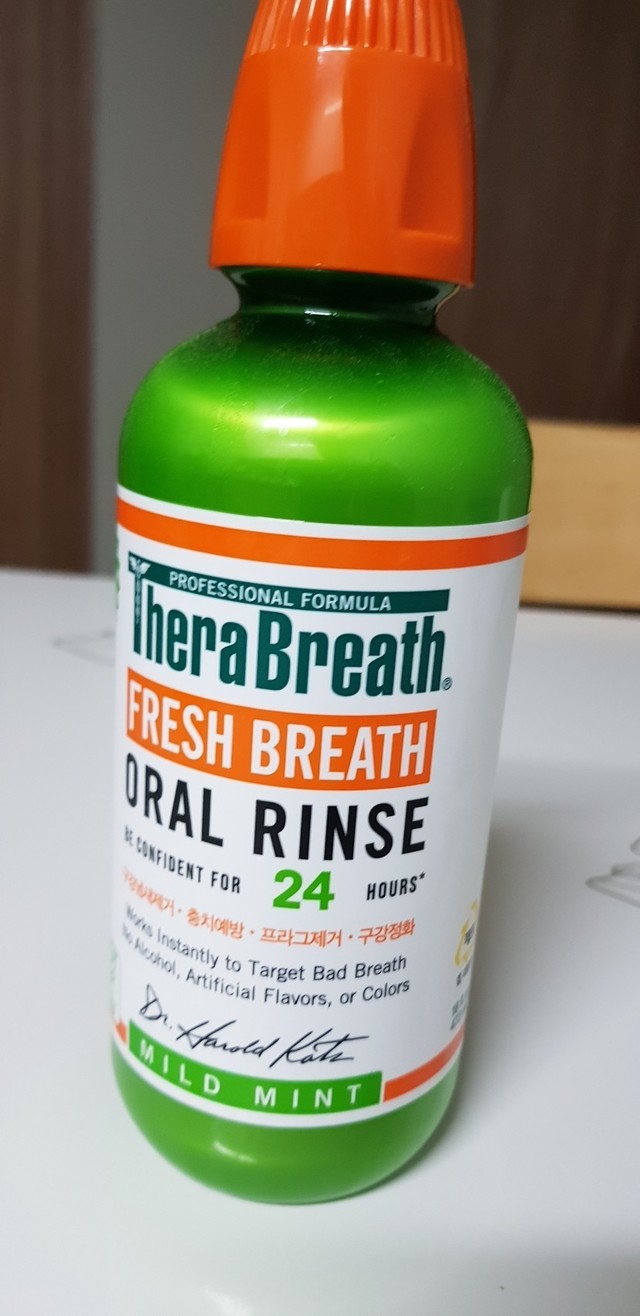 PROFESSIONAL FORMULA
TheraBreath®
FRESH BREATH
ORAL RINSE
BE CONFIDENT FOR 24 HOURS*
구강냄새제거 · 충치예방 · 프라그제거 · 구강정화
Works Instantly to Target Bad Breath
No Alcohol, Artificial Flavors, or Colors
Dr. Harold Katz
MILD MINT